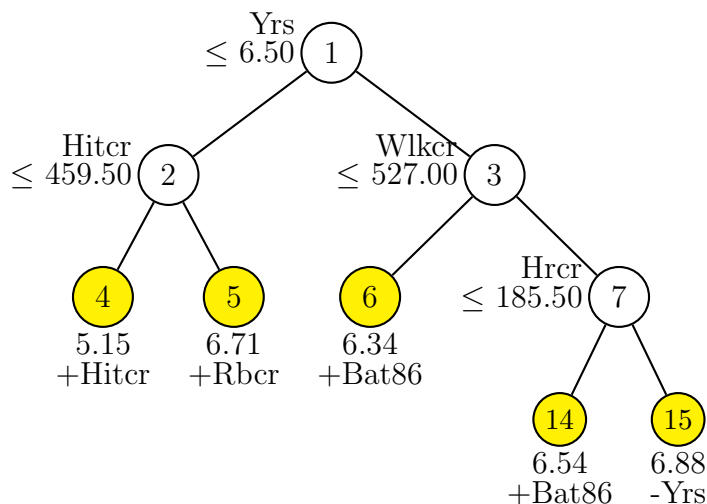 Yrs
≤ 6.50
1
Hitcr
≤ 459.50
2
Wlkcr
≤ 527.00
3
4
5.15
+Hitcr
5
6.71
+Rbcr
6
6.34
+Bat86
Hrcr
≤ 185.50
7
14
6.54
+Bat86
15
6.88
-Yrs